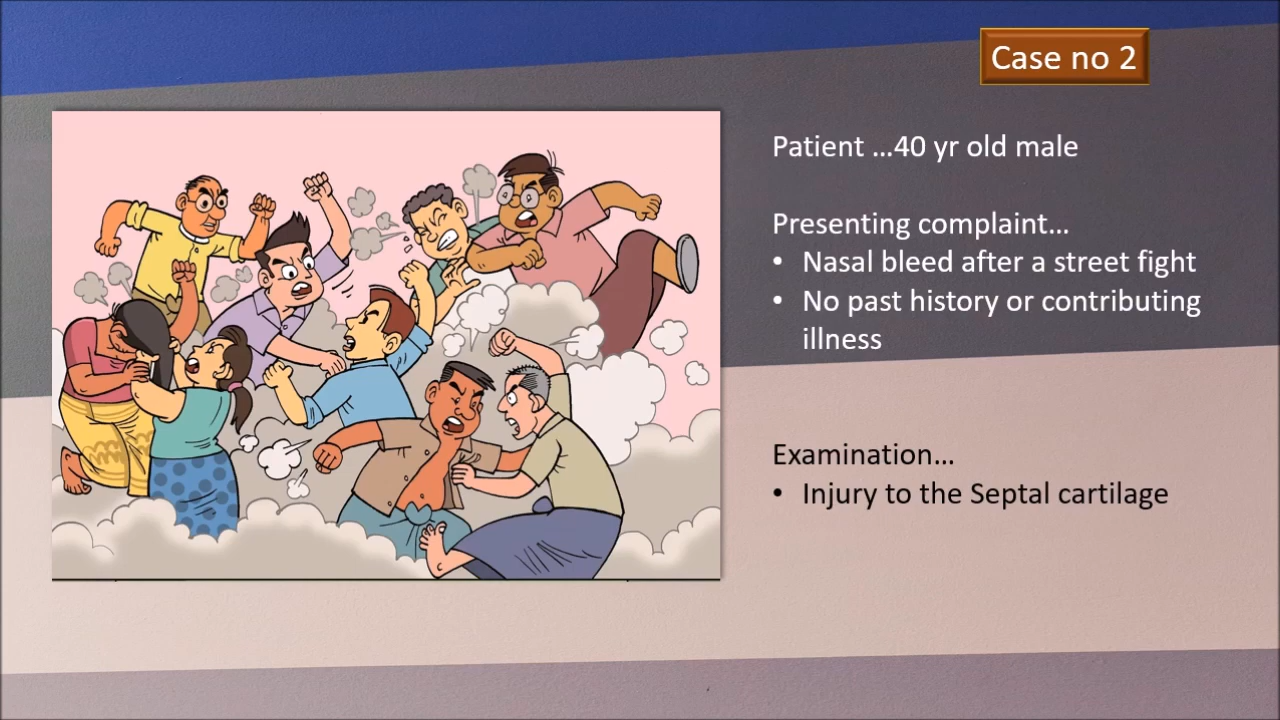 Case no 2
Patient ...40 yr old male
Presenting complaint...
• Nasal bleed after a street fight
• No past history or contributing
illness
Examination...
• Injury to the Septal cartilage